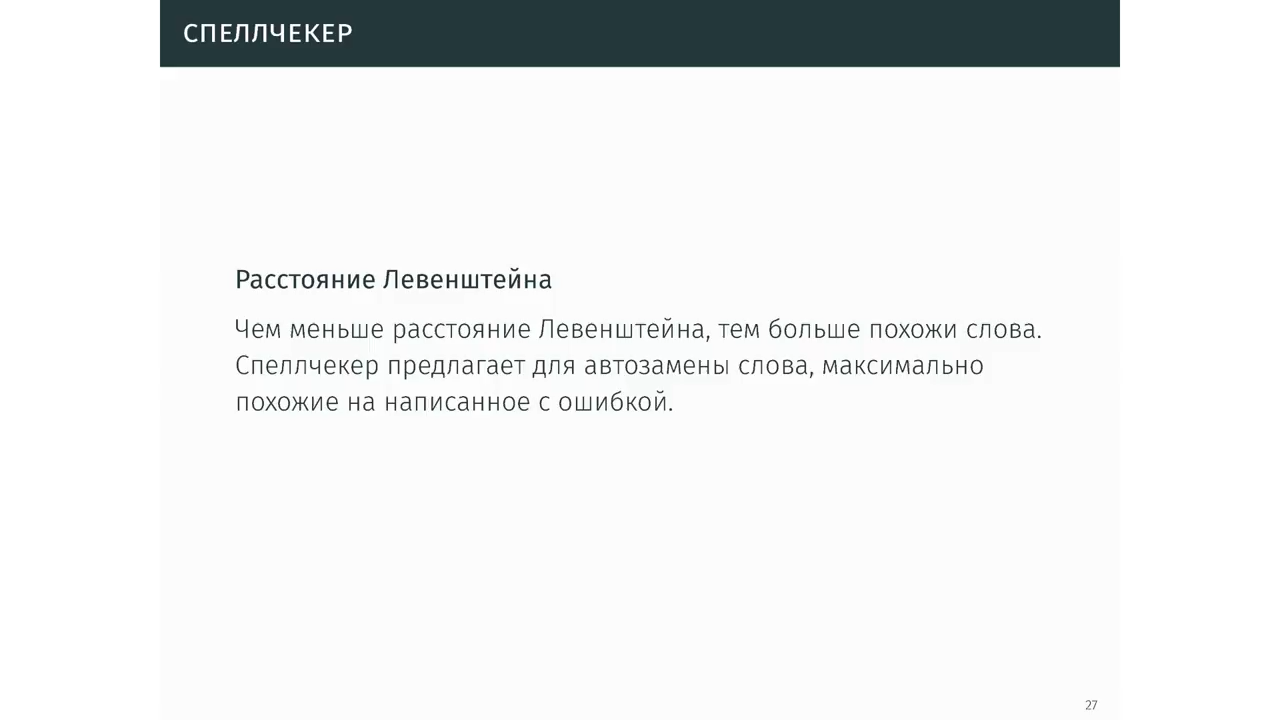 СПЕЛЛЧЕКЕР
Расстояние Левенштейна
Чем меньше расстояние Левенштейна, тем больше похожи слова.
Спеллчекер предлагает для автозамены слова, максимально
похожие на написанное с ошибкой.
27